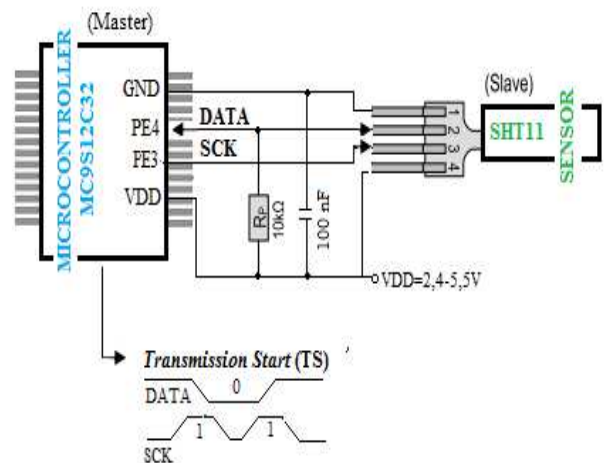 (Master)
MICROCONTROLLER
MC9S12C32
GND
PE4
PE3
VDD
DATA
SCK
RP
10kΩ
100 nF
1
2
3
4
(Slave)
SHT11
SENSOR
VDD=2,4-5,5V
Transmission Start (TS)
DATA
0
1
1
SCK